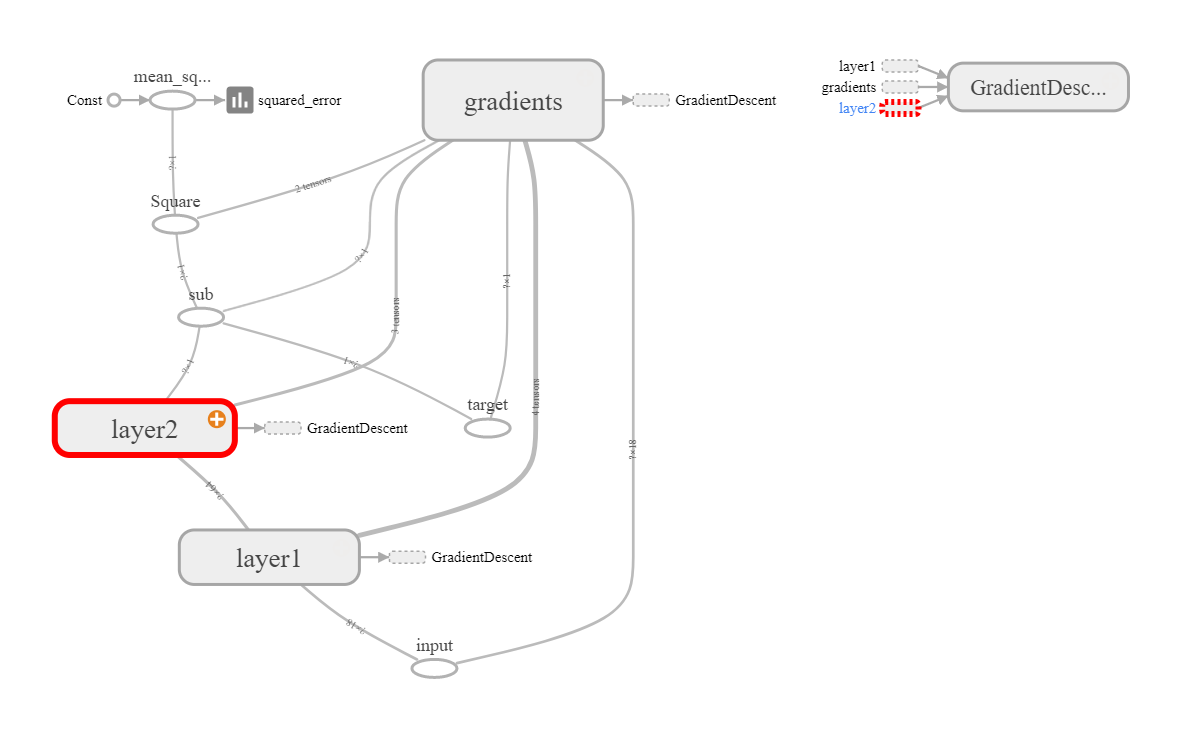 mean_sq...
Const
squared_error
gradients
GradientDescent
layer1
gradients
layer2
GradientDesc...
?×1
2 tensors
Square
?×1
?×1
?×1
sub
3 tensors
?×1
?×1
4 tensors
target
layer2
GradientDescent
?×18
?×64
layer1
GradientDescent
?×18
input